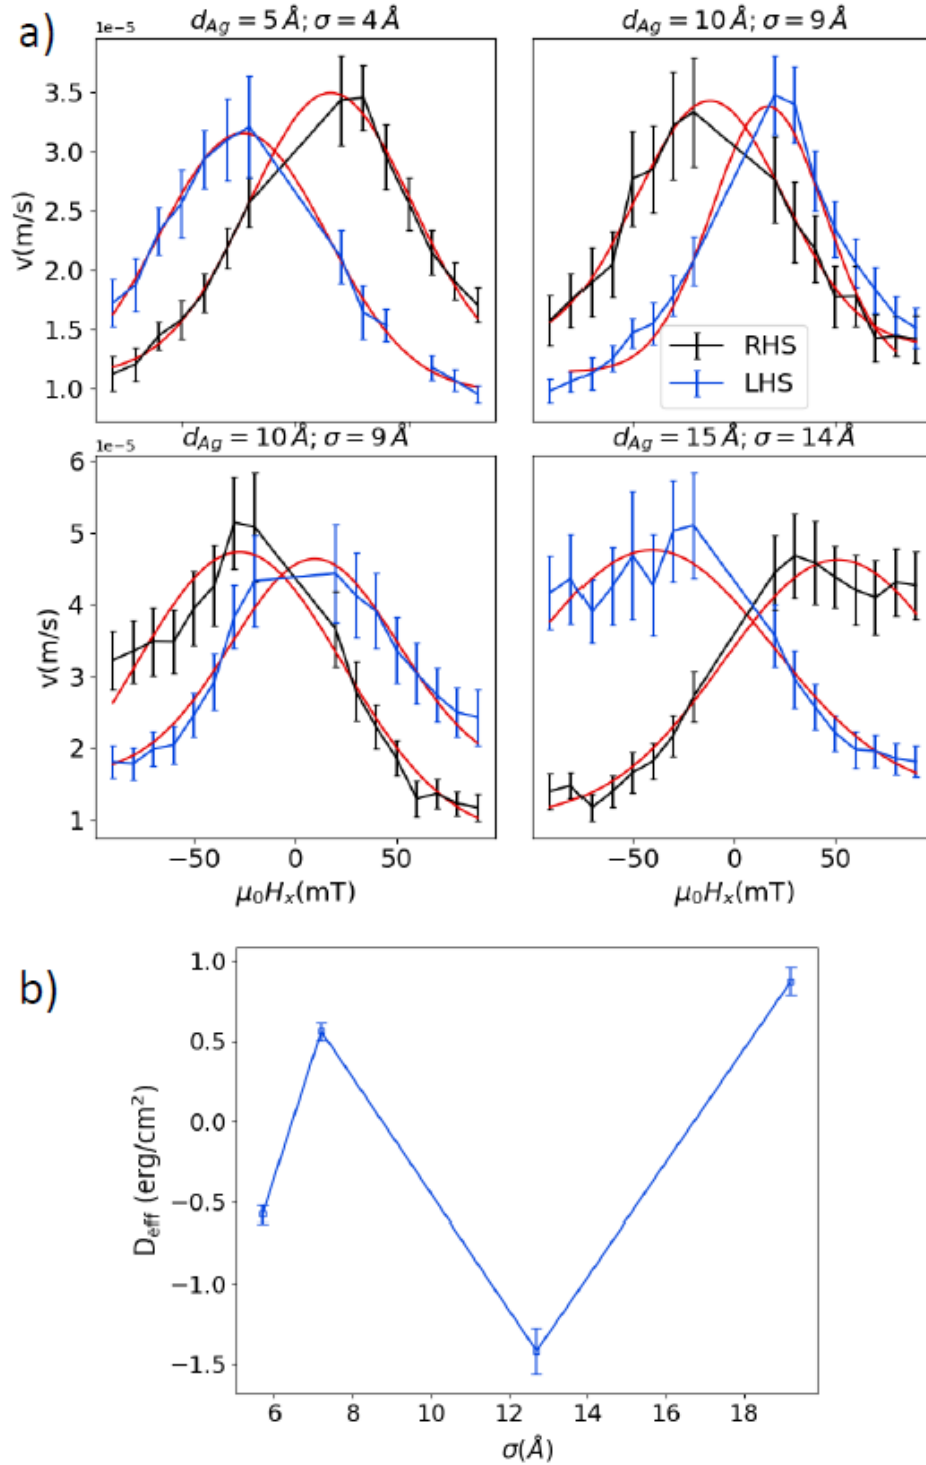 a)
d_Ag = 5 Å; σ = 4 Å
d_Ag = 10 Å; σ = 9 Å
1e-5
3.5
3.0
2.5
2.0
1.5
1.0
v(m/s)
RHS
LHS
d_Ag = 10 Å; σ = 9 Å
d_Ag = 15 Å; σ = 14 Å
1e-5
6
5
4
3
2
1
v(m/s)
−50 0 50
−50 0 50
μ₀Hₓ(mT)
μ₀Hₓ(mT)
b)
1.0
0.5
0.0
−0.5
−1.0
−1.5
D_eff (erg/cm²)
6 8 10 12 14 16 18
σ(Å)